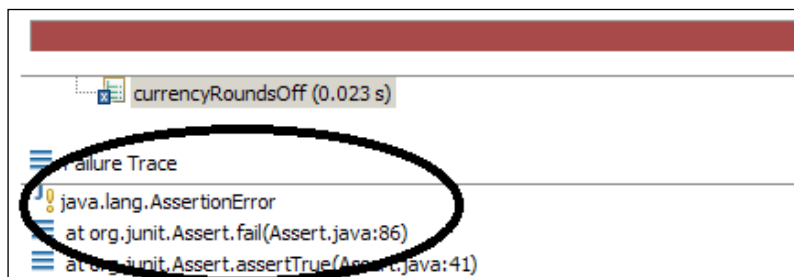 currencyRoundsOff (0.023 s)
Failure Trace
java.lang.AssertionError
at org.junit.Assert.fail(Assert.java:86)
at org.junit.Assert.assertTrue(Assert.java:41)